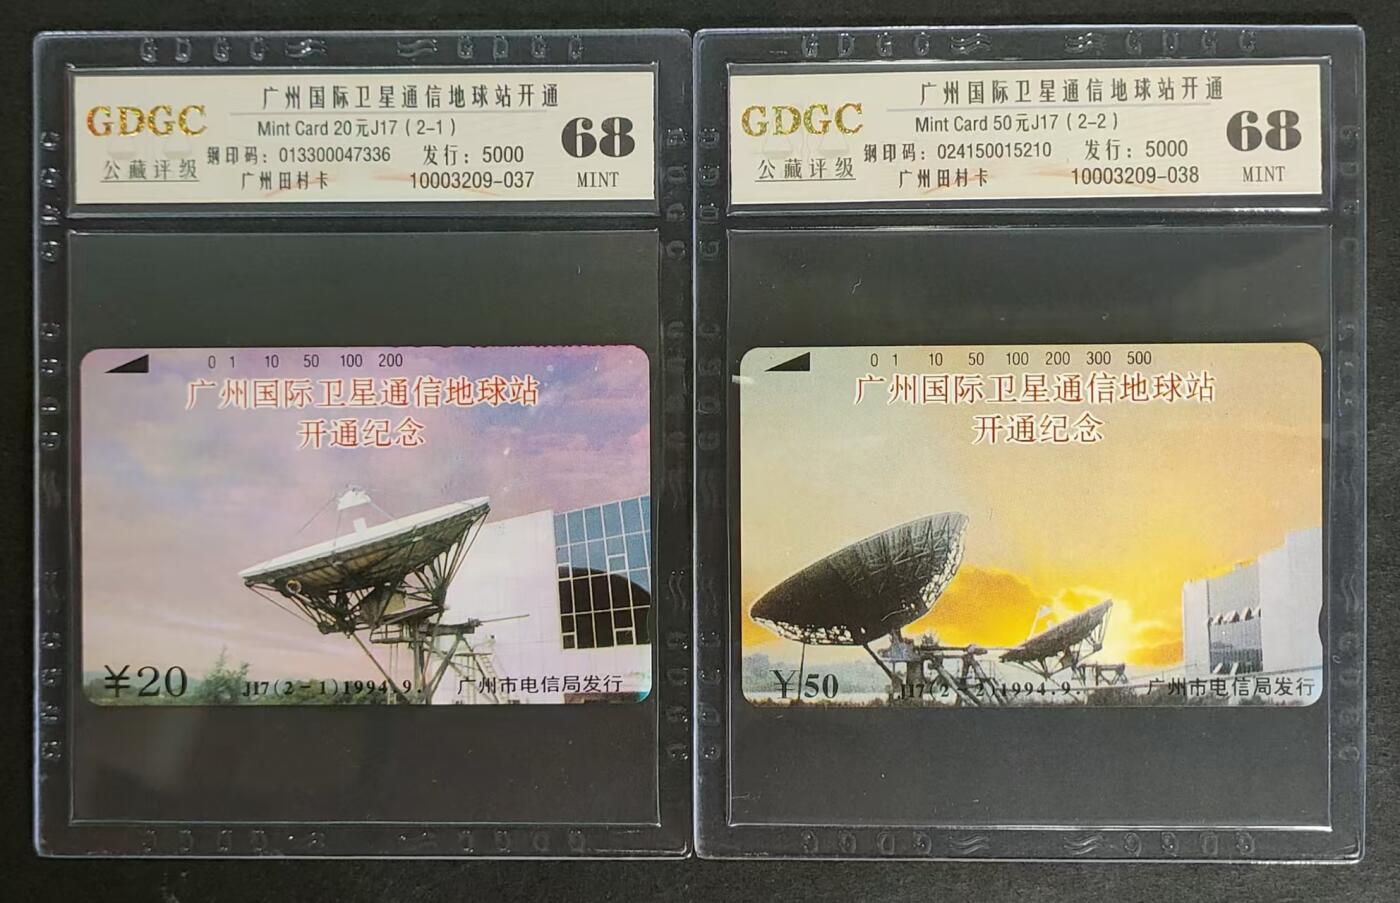 GDGC
公藏评级
广州国际卫星通信地球站开通
Mint Card 20元J17（2-1）
钢印码：013300047336 发行：5000
广州田村卡 10003209-037
68
MINT
0 1 10 50 100 200
广州国际卫星通信地球站
开通纪念
¥20 J17(2-1)1994.9. 广州市电信局发行
GDGC
公藏评级
广州国际卫星通信地球站开通
Mint Card 50元J17（2-2）
钢印码：024150015210 发行：5000
广州田村卡 10003209-038
68
MINT
0 1 10 50 100 200 300 500
广州国际卫星通信地球站
开通纪念
¥50 J17(2-2)1994.9. 广州市电信局发行